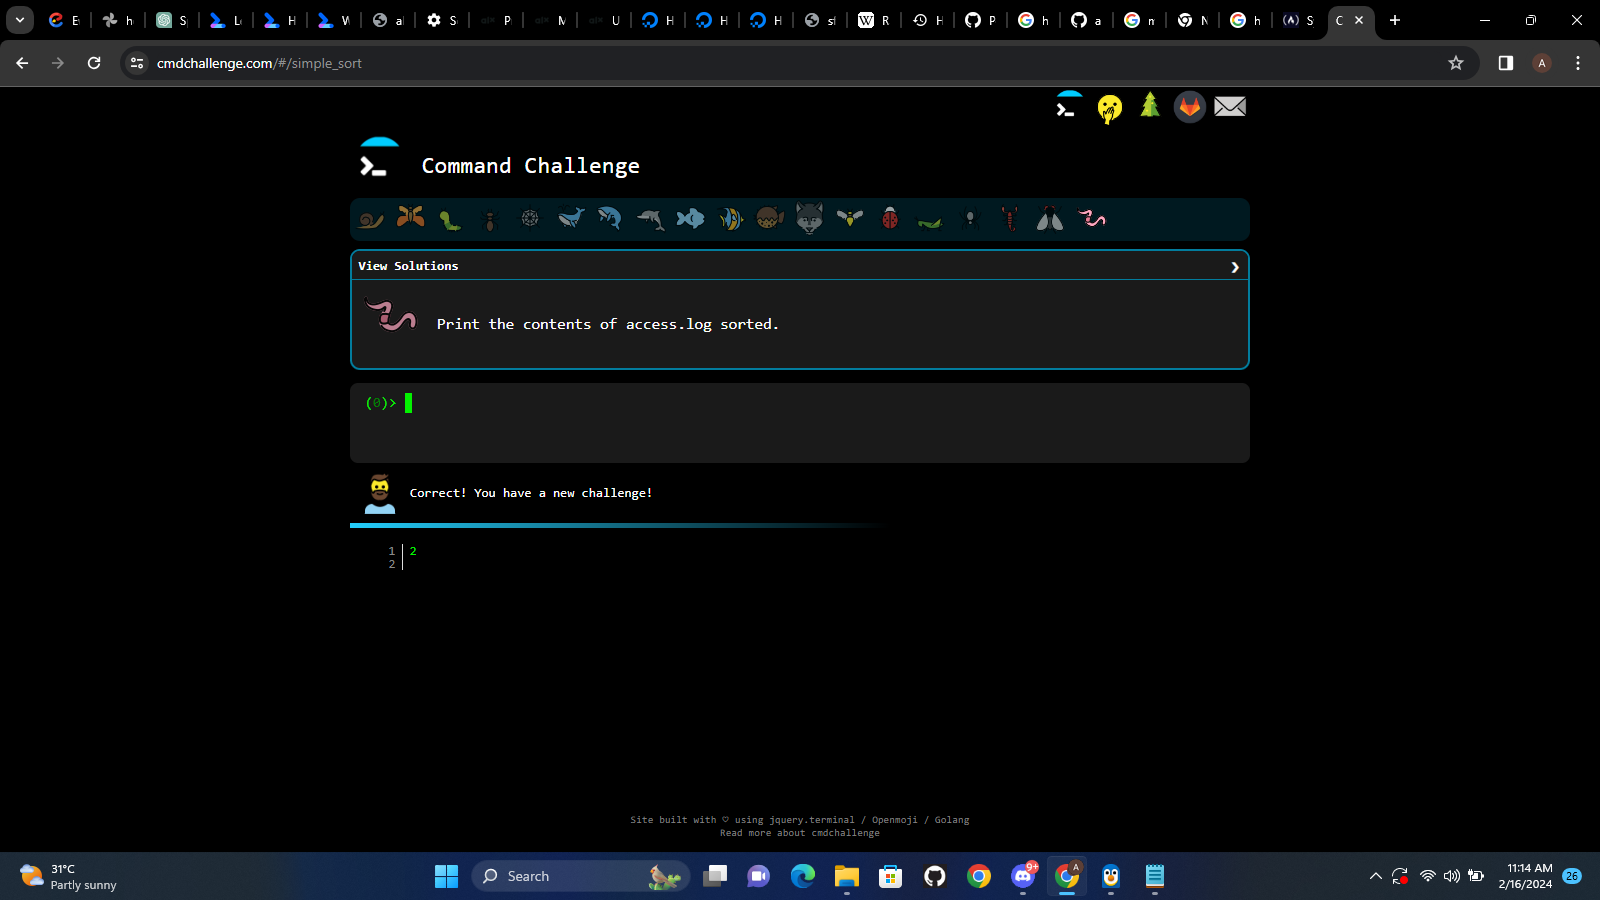 cmdchallenge.com/#/simple_sort
A
Command Challenge
View Solutions
Print the contents of access.log sorted.
(0)>
Correct! You have a new challenge!
1 2
2
Site built with ♡ using jquery.terminal / Openmoji / Golang
Read more about cmdchallenge
31°C
Partly sunny
Search
9+
A
11:14 AM
2/16/2024
26